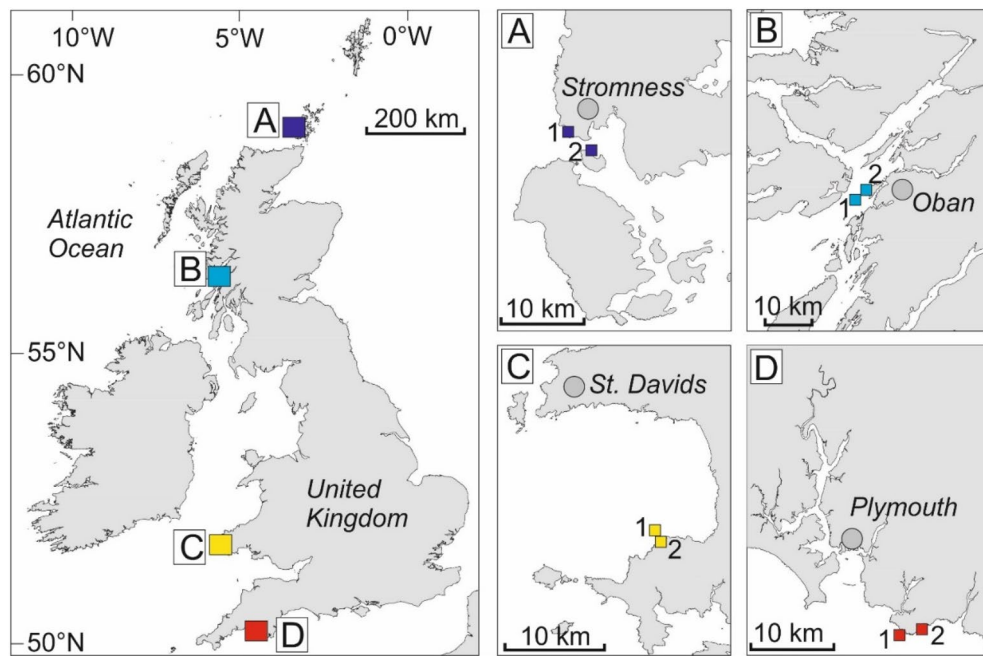 10°W 5°W 0°W
60°N
A
200 km
Atlantic
Ocean
B
55°N
United
Kingdom
C
D
50°N
A
Stromness
1
2
10 km
B
2
1
Oban
10 km
C
St. Davids
1
2
10 km
D
Plymouth
10 km
1
2